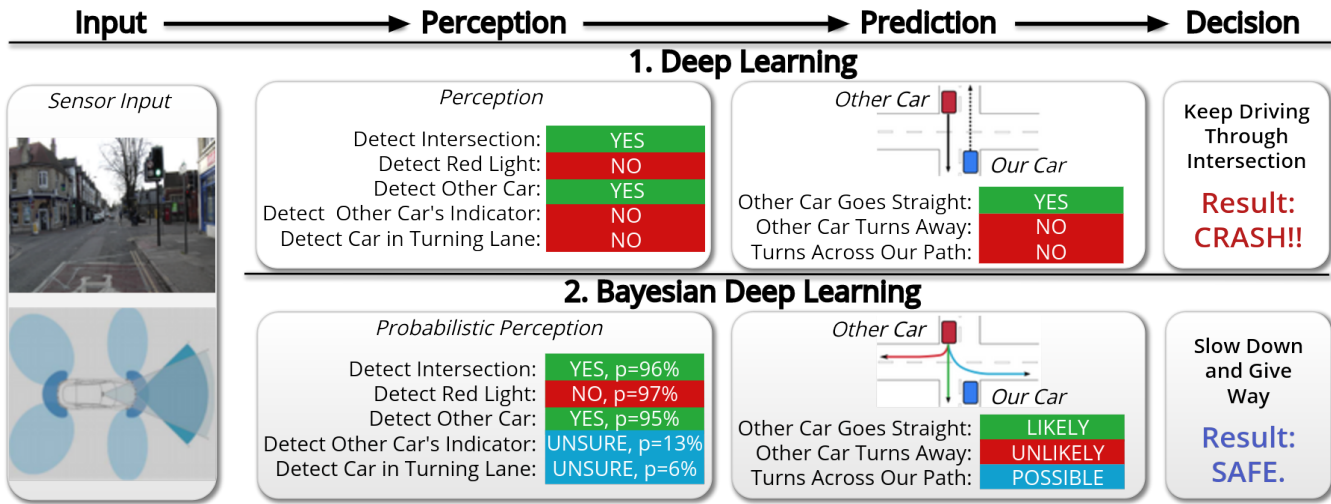 Input Perception Prediction Decision
1. Deep Learning
Sensor Input
Perception
Detect Intersection: YES
Detect Red Light: NO
Detect Other Car: YES
Detect Other Car's Indicator: NO
Detect Car in Turning Lane: NO
Other Car
Our Car
Other Car Goes Straight: YES
Other Car Turns Away: NO
Turns Across Our Path: NO
Keep Driving
Through
Intersection
Result:
CRASH!!
2. Bayesian Deep Learning
Probabilistic Perception
Detect Intersection: YES, p=96%
Detect Red Light: NO, p=97%
Detect Other Car: YES, p=95%
Detect Other Car's Indicator: UNSURE, p=13%
Detect Car in Turning Lane: UNSURE, p=6%
Other Car
Our Car
Other Car Goes Straight: LIKELY
Other Car Turns Away: UNLIKELY
Turns Across Our Path: POSSIBLE
Slow Down
and Give
Way
Result:
SAFE.